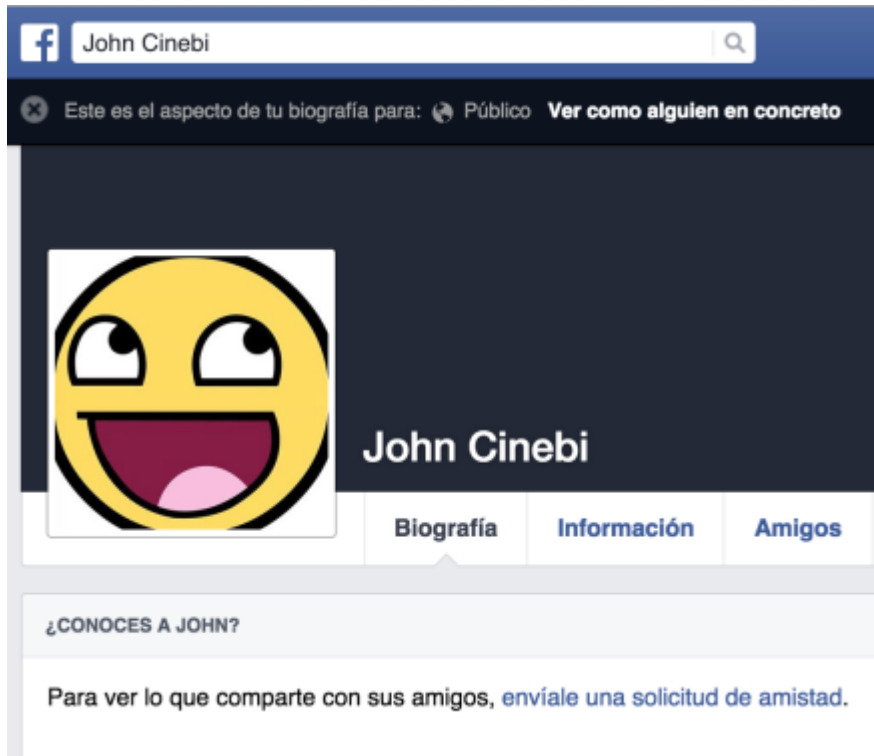 f John Cinebi
Este es el aspecto de tu biografía para: Público Ver como alguien en concreto
John Cinebi
Biografía Información Amigos
¿CONOCES A JOHN?
Para ver lo que comparte con sus amigos, envíale una solicitud de amistad.